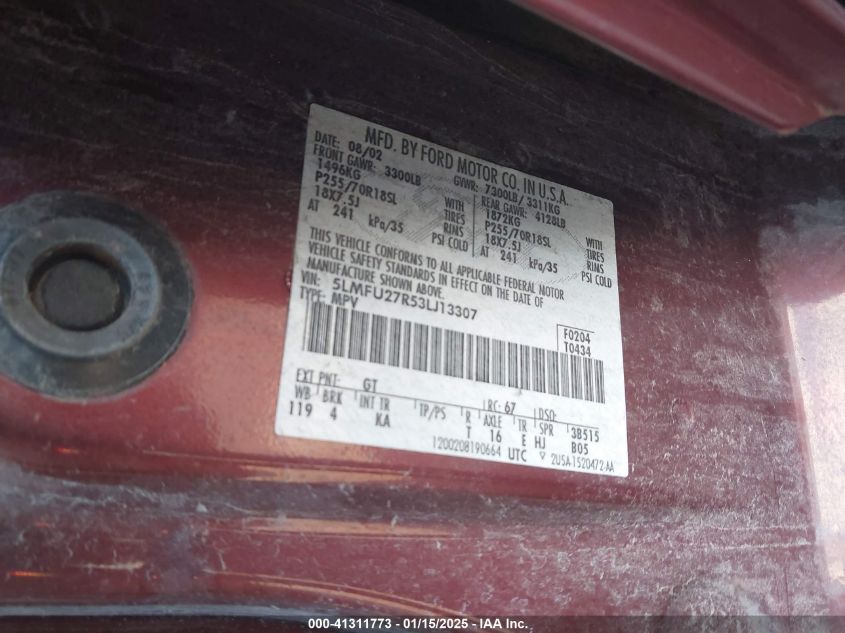 MFD. BY FORD MOTOR CO. IN U.S.A.
DATE: 08/02 GVWR: 7300LB/ 3311KG
FRONT GAWR: 3300LB REAR GAWR: 4128LB
1496KG 1872KG
P255/70R18SL WITH TIRES P255/70R18SL WITH TIRES
18X7.5J RIMS 18X7.5J RIMS
AT 241 kPa/35 PSI COLD AT 241 kPa/35 PSI COLD
THIS VEHICLE CONFORMS TO ALL APPLICABLE FEDERAL MOTOR
VEHICLE SAFETY STANDARDS IN EFFECT ON THE DATE OF
MANUFACTURE SHOWN ABOVE.
VIN: 5LMFU27R53LJ13307
TYPE: MPV
F0204
T0434
EXT PNT: GT RC: 67 DSO:
WB BRK INT TR TP/PS R AXLE TR SPR 3B515
119 4 KA T 16 E HJ B05
1200208190664 UTC ▽ 2U5A-1520472-AA
000-41311773 - 01/15/2025 - IAA Inc.